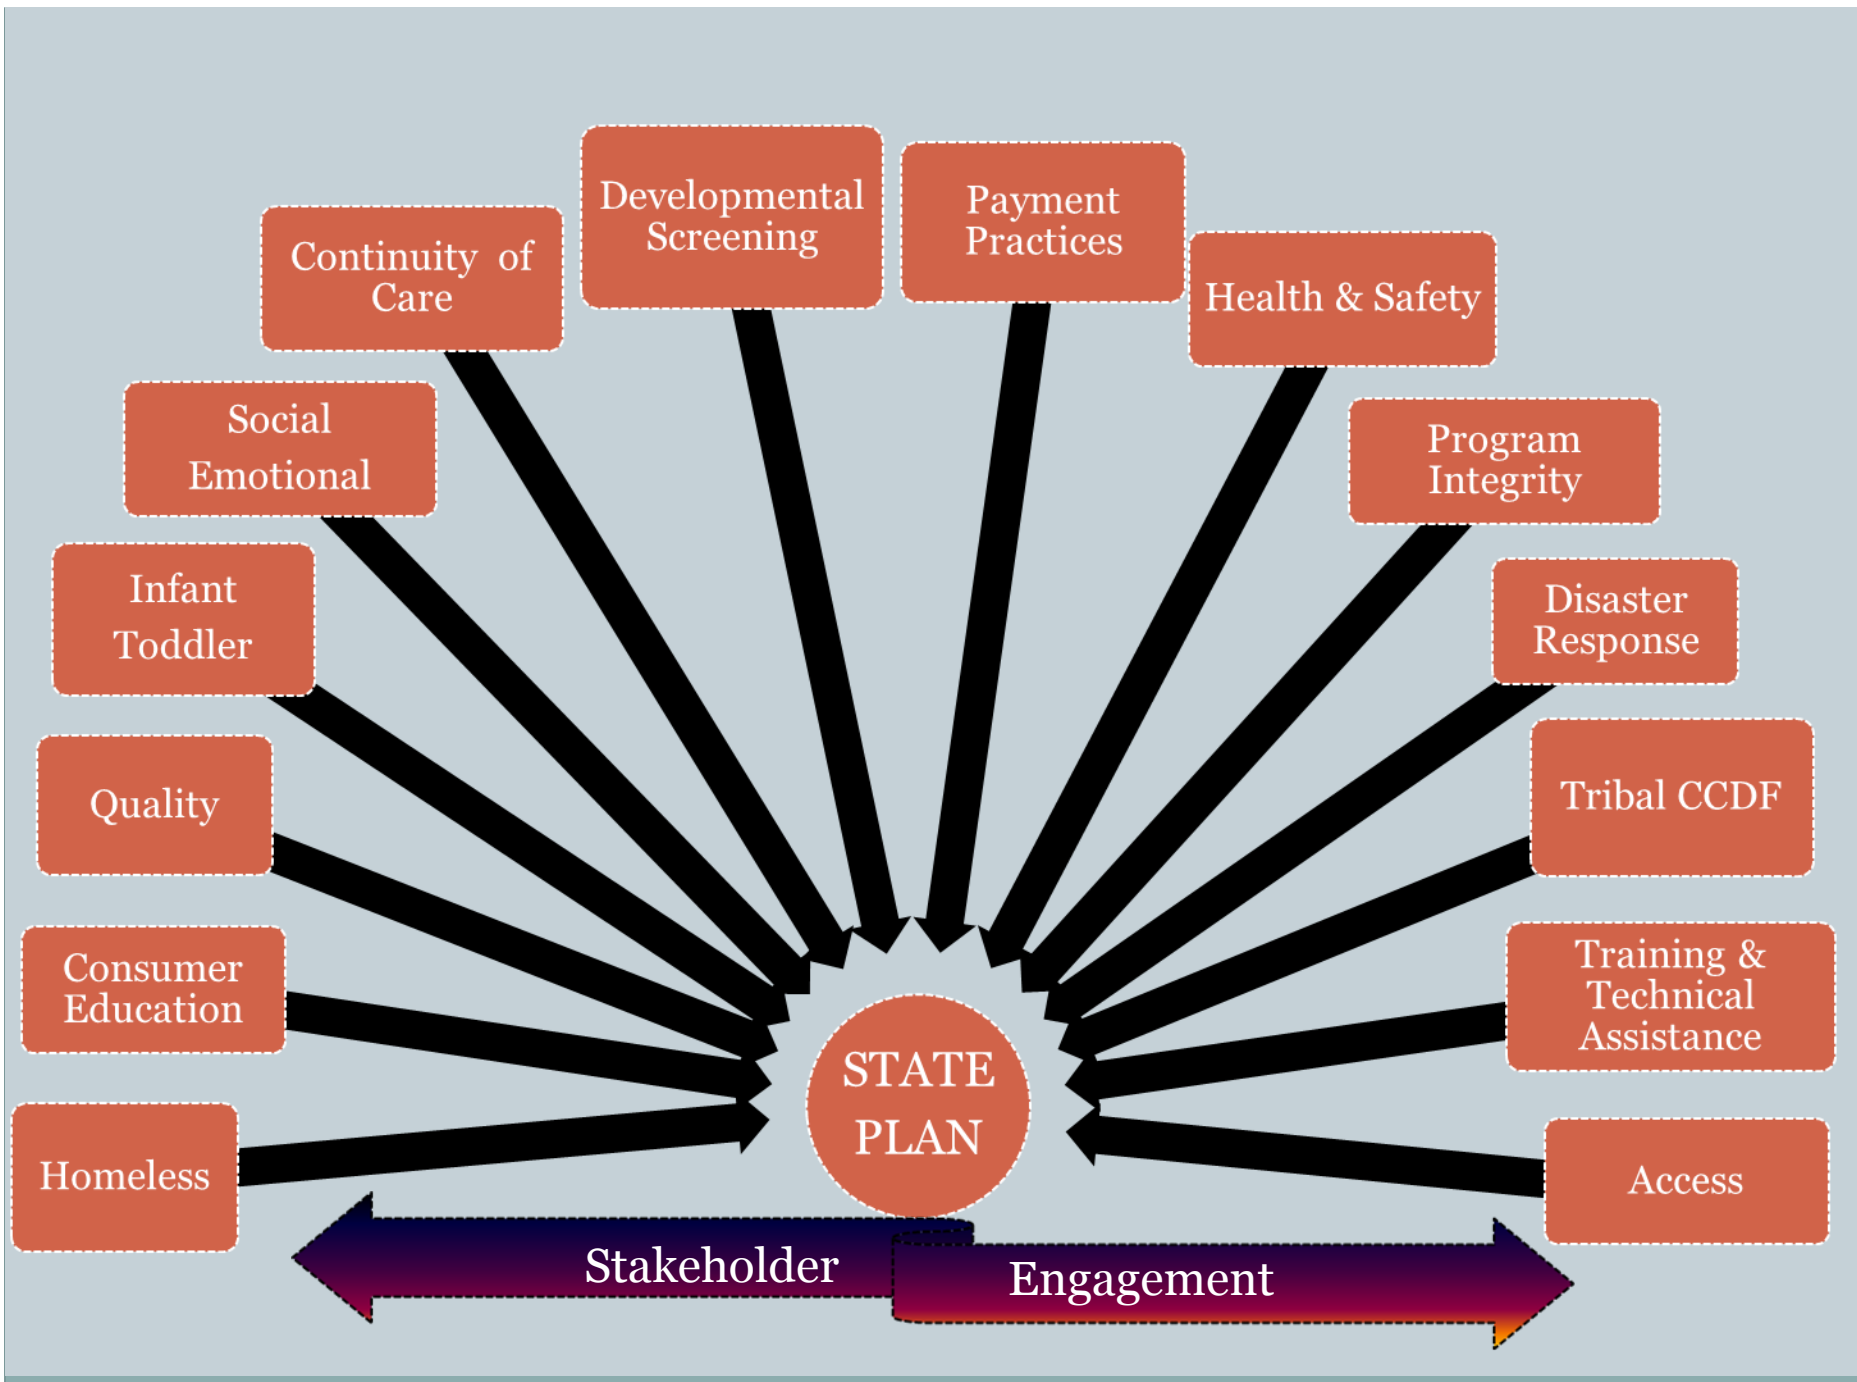 Developmental
Screening
Payment
Practices
Continuity  of
Care
Health & Safety
Social
Emotional
Program
Integrity
Infant
Toddler
Disaster
Response
Quality
Tribal CCDF
Consumer
Education
Training &
Technical
Assistance
STATE
PLAN
Homeless
Access
Stakeholder
Engagement